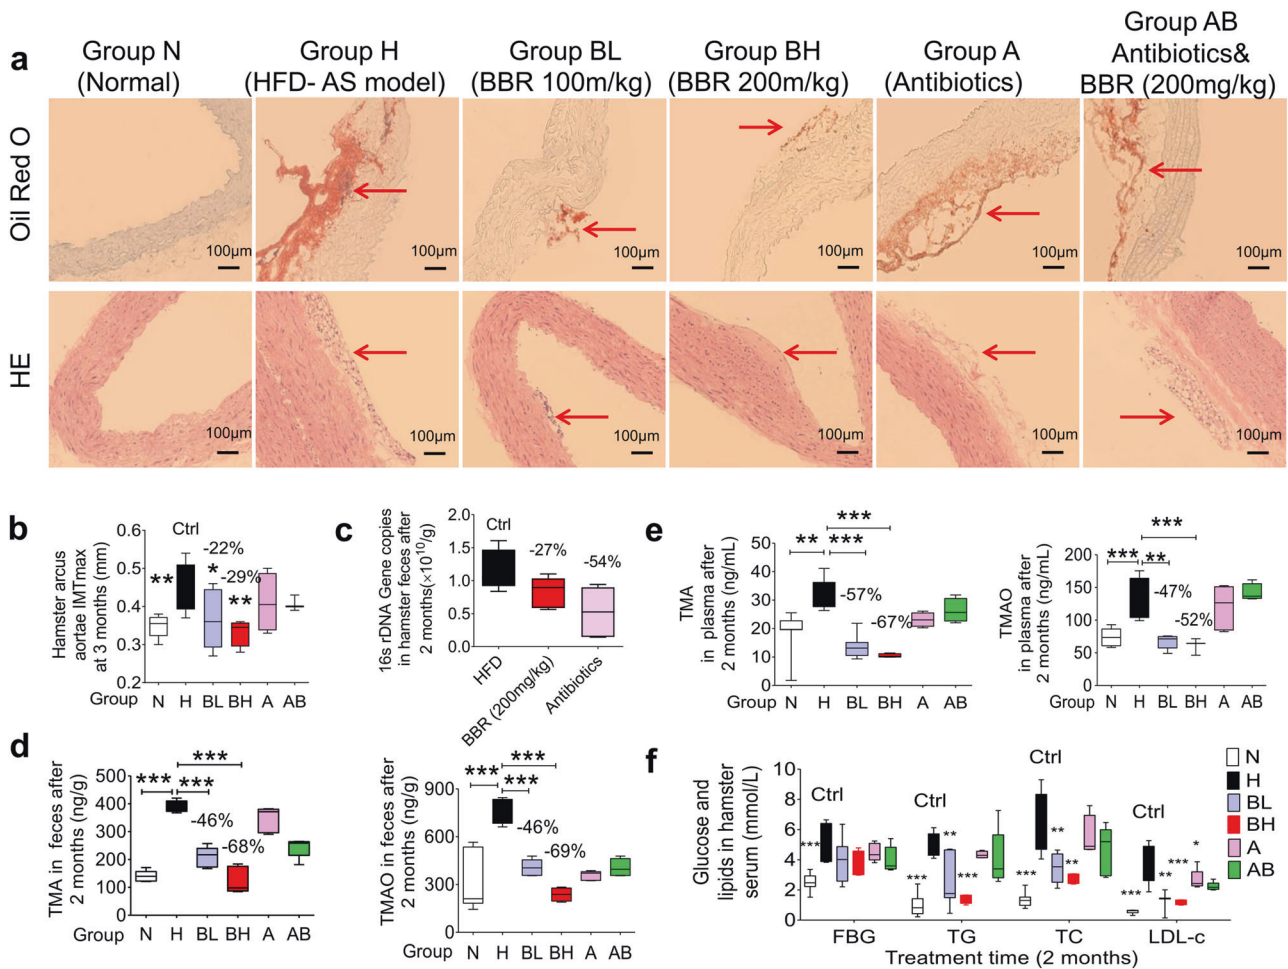 a
Group N
(Normal)
Group H
(HFD- AS model)
Group BL
(BBR 100m/kg)
Group BH
(BBR 200m/kg)
Group A
(Antibiotics)
Group AB
Antibiotics&
BBR (200mg/kg)
Oil Red O
100μm
100μm
100μm
100μm
100μm
100μm
HE
100μm
100μm
100μm
100μm
100μm
100μm
b
Hamster arcus
aortae IMTmax
at 3 months (mm)
0.6
0.5
0.4
0.3
0.2
Ctrl
**
-22%
*
-29%
**
Group
N H BL BH A AB
c
16s rDNA Gene copies
in hamster feces after
2 months(×10¹⁰/g)
2.0
1.5
1.0
0.5
0.0
Ctrl
-27%
-54%
HFD
BBR (200mg/kg)
Antibiotics
e
TMA
in plasma after
2 months (ng/mL)
50
40
30
20
10
0
***
** ***
-57%
-67%
Group N H BL BH A AB
TMAO
in plasma after
2 months (ng/mL)
200
150
100
50
0
***
*** **
-47%
-52%
Group N H BL BH A AB
d
TMA in feces after
2 months (ng/g)
500
400
300
200
100
0
***
*** ***
-46%
-68%
Group N H BL BH A AB
TMAO in feces after
2 months (ng/g)
900
600
300
0
***
*** ***
-46%
-69%
Group N H BL BH A AB
f
Glucose and
lipids in hamster
serum (mmol/L)
10
8
6
4
2
0
Ctrl
***
Ctrl
***
**
***
Ctrl
***
**
**
Ctrl
***
**
***
*
FBG TG TC LDL-c
Treatment time (2 months)
N
H
BL
BH
A
AB